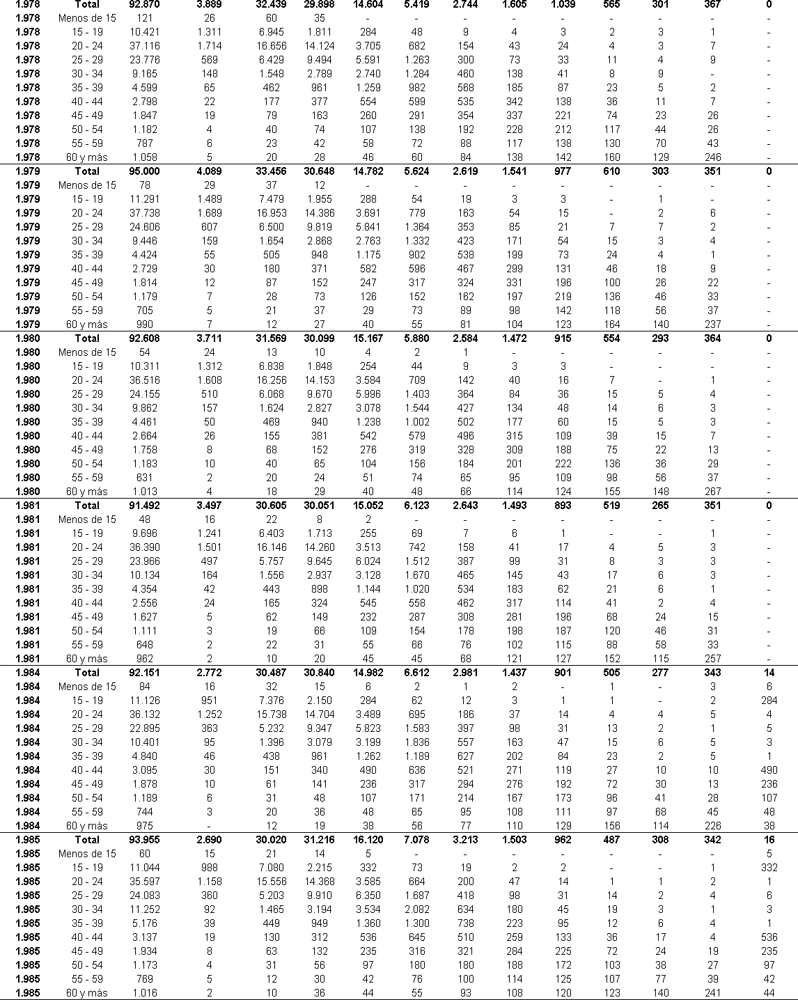 1.978 Total 92.870 3.889 32.439 29.898 14.604 5.419 2.744 1.605 1.039 565 301 367 0
1.978 Menos de 15 121 26 60 35 - - - - - - - - -
1.978 15 - 19 10.421 1.311 6.945 1.811 284 48 9 4 3 2 3 1 -
1.978 20 - 24 37.116 1.714 16.656 14.124 3.705 682 154 43 24 4 3 7 -
1.978 25 - 29 23.776 569 6.429 9.494 5.591 1.263 300 73 33 11 4 9 -
1.978 30 - 34 9.165 148 1.548 2.789 2.740 1.284 460 138 41 8 9 - -
1.978 35 - 39 4.599 65 462 961 1.259 982 568 185 87 23 5 2 -
1.978 40 - 44 2.798 22 177 377 554 599 535 342 138 36 11 7 -
1.978 45 - 49 1.847 19 79 163 260 291 354 337 221 74 23 26 -
1.978 50 - 54 1.182 4 40 74 107 138 192 228 212 117 44 26 -
1.978 55 - 59 787 6 23 42 58 72 88 117 138 130 70 43 -
1.978 60 y más 1.058 5 20 28 46 60 84 138 142 160 129 246 -
1.979 Total 95.000 4.089 33.456 30.648 14.782 5.624 2.619 1.541 977 610 303 351 0
1.979 Menos de 15 78 29 37 12 - - - - - - - - -
1.979 15 - 19 11.291 1.489 7.479 1.955 288 54 19 3 3 - 1 - -
1.979 20 - 24 37.738 1.689 16.953 14.386 3.691 779 163 54 15 - 2 6 -
1.979 25 - 29 24.606 607 6.500 9.819 5.841 1.364 353 85 21 7 7 2 -
1.979 30 - 34 9.446 159 1.654 2.868 2.763 1.332 423 171 54 15 3 4 -
1.979 35 - 39 4.424 55 505 948 1.175 902 538 199 73 24 4 1 -
1.979 40 - 44 2.729 30 180 371 582 596 467 299 131 46 18 9 -
1.979 45 - 49 1.814 12 87 152 247 317 324 331 196 100 26 22 -
1.979 50 - 54 1.179 7 28 73 126 152 162 197 219 136 46 33 -
1.979 55 - 59 705 5 21 37 29 73 89 98 142 118 56 37 -
1.979 60 y más 990 7 12 27 40 55 81 104 123 164 140 237 -
1.980 Total 92.608 3.711 31.569 30.099 15.167 5.880 2.584 1.472 915 554 293 364 0
1.980 Menos de 15 54 24 13 10 4 2 1 - - - - - -
1.980 15 - 19 10.311 1.312 6.838 1.848 254 44 9 3 3 - - - -
1.980 20 - 24 36.516 1.608 16.256 14.153 3.584 709 142 40 16 7 - 1 -
1.980 25 - 29 24.155 510 6.068 9.670 5.996 1.403 364 84 36 15 5 4 -
1.980 30 - 34 9.862 157 1.624 2.827 3.078 1.544 427 134 48 14 6 3 -
1.980 35 - 39 4.461 50 469 940 1.238 1.002 502 177 60 15 5 3 -
1.980 40 - 44 2.664 26 155 381 542 579 496 315 109 39 15 7 -
1.980 45 - 49 1.758 8 68 152 276 319 328 309 188 75 22 13 -
1.980 50 - 54 1.183 10 40 65 104 156 184 201 222 136 36 29 -
1.980 55 - 59 631 2 20 24 51 74 65 95 109 98 56 37 -
1.980 60 y más 1.013 4 18 29 40 48 66 114 124 155 148 267 -
1.981 Total 91.492 3.497 30.605 30.051 15.052 6.123 2.643 1.493 893 519 265 351 0
1.981 Menos de 15 48 16 22 8 2 - - - - - - - -
1.981 15 - 19 9.696 1.241 6.403 1.713 255 69 7 6 1 - - 1 -
1.981 20 - 24 36.390 1.501 16.146 14.260 3.513 742 158 41 17 4 5 3 -
1.981 25 - 29 23.966 497 5.757 9.645 6.024 1.512 387 99 31 8 3 3 -
1.981 30 - 34 10.134 164 1.556 2.937 3.128 1.670 465 145 43 17 6 3 -
1.981 35 - 39 4.354 42 443 898 1.144 1.020 534 183 62 21 6 1 -
1.981 40 - 44 2.556 24 165 324 545 558 462 317 114 41 2 4 -
1.981 45 - 49 1.627 5 62 149 232 287 308 281 196 68 24 15 -
1.981 50 - 54 1.111 3 19 66 109 154 178 198 187 120 46 31 -
1.981 55 - 59 648 2 22 31 55 66 76 102 115 88 58 33 -
1.981 60 y más 962 2 10 20 45 45 68 121 127 152 115 257 -
1.984 Total 92.151 2.772 30.487 30.840 14.982 6.612 2.981 1.437 901 505 277 343 14
1.984 Menos de 15 84 16 32 15 6 2 1 2 - 1 - 3 6
1.984 15 - 19 11.126 951 7.376 2.150 284 62 12 3 1 1 - 2 284
1.984 20 - 24 36.132 1.252 15.738 14.704 3.489 695 186 37 14 4 4 5 4
1.984 25 - 29 22.895 363 5.232 9.347 5.823 1.583 397 98 31 13 2 1 5
1.984 30 - 34 10.401 95 1.396 3.079 3.199 1.836 557 163 47 15 6 5 3
1.984 35 - 39 4.840 46 438 961 1.262 1.189 627 202 84 23 2 5 1
1.984 40 - 44 3.095 30 151 340 490 636 521 271 119 27 10 10 490
1.984 45 - 49 1.878 10 61 141 236 317 294 276 192 72 30 13 236
1.984 50 - 54 1.189 6 31 48 107 171 214 167 173 96 41 28 107
1.984 55 - 59 744 3 20 36 48 65 95 108 111 97 68 45 48
1.984 60 y más 975 - 12 19 38 56 77 110 129 156 114 226 38
1.985 Total 93.955 2.690 30.020 31.216 16.120 7.078 3.213 1.503 962 487 308 342 16
1.985 Menos de 15 60 15 21 14 5 - - - - - - - 5
1.985 15 - 19 11.044 988 7.080 2.215 332 73 19 2 2 - - 1 332
1.985 20 - 24 35.597 1.158 15.556 14.368 3.585 664 200 47 14 1 1 2 1
1.985 25 - 29 24.083 360 5.203 9.910 6.350 1.687 418 98 31 14 2 4 6
1.985 30 - 34 11.252 92 1.465 3.194 3.534 2.082 634 180 45 19 3 1 3
1.985 35 - 39 5.176 39 449 949 1.360 1.300 738 223 95 12 6 4 1
1.985 40 - 44 3.137 19 130 312 536 645 510 259 133 36 17 4 536
1.985 45 - 49 1.934 8 63 132 235 316 321 284 225 72 24 19 235
1.985 50 - 54 1.173 4 31 56 97 180 180 188 172 103 38 27 97
1.985 55 - 59 769 5 12 30 42 76 100 114 125 107 77 39 42
1.985 60 y más 1.016 2 10 36 44 55 93 108 120 123 140 241 44